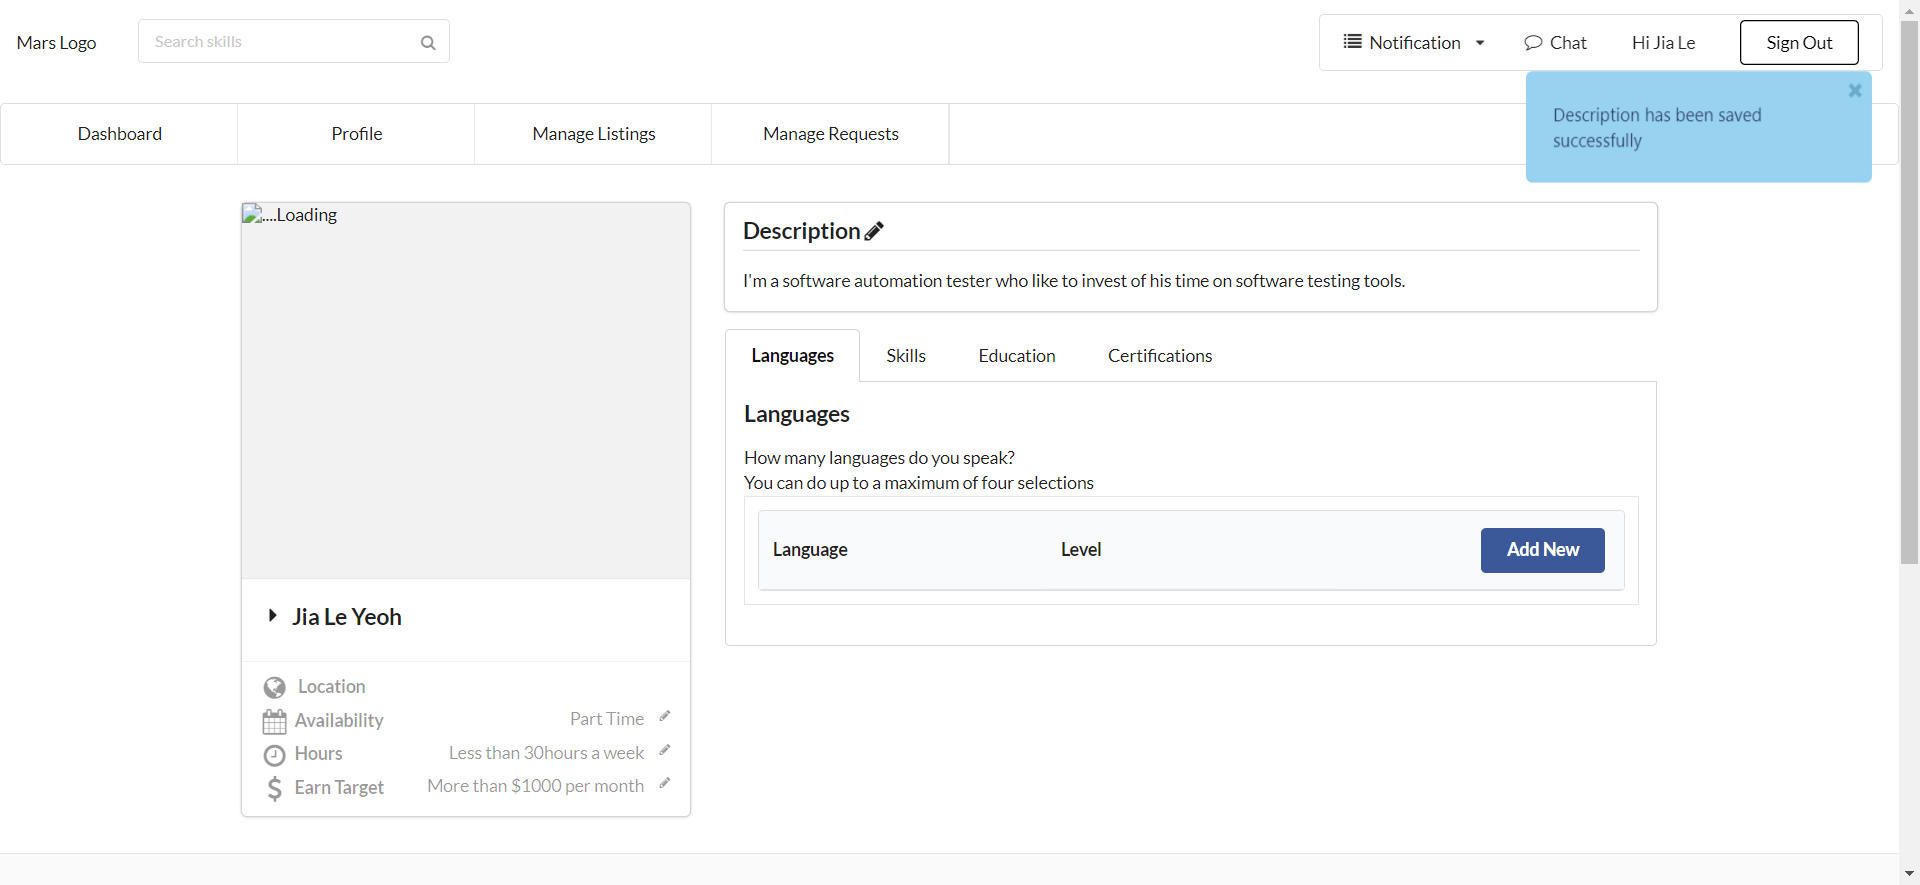 Mars Logo
Search skills
Notification
Chat
Hi Jia Le
Sign Out
Dashboard
Profile
Manage Listings
Manage Requests
Description has been saved
successfully
....Loading
Jia Le Yeoh
Location
Availability Part Time
Hours Less than 30hours a week
Earn Target More than $1000 per month
Description
I'm a software automation tester who like to invest of his time on software testing tools.
Languages
Skills
Education
Certifications
Languages
How many languages do you speak?
You can do up to a maximum of four selections
Language Level Add New